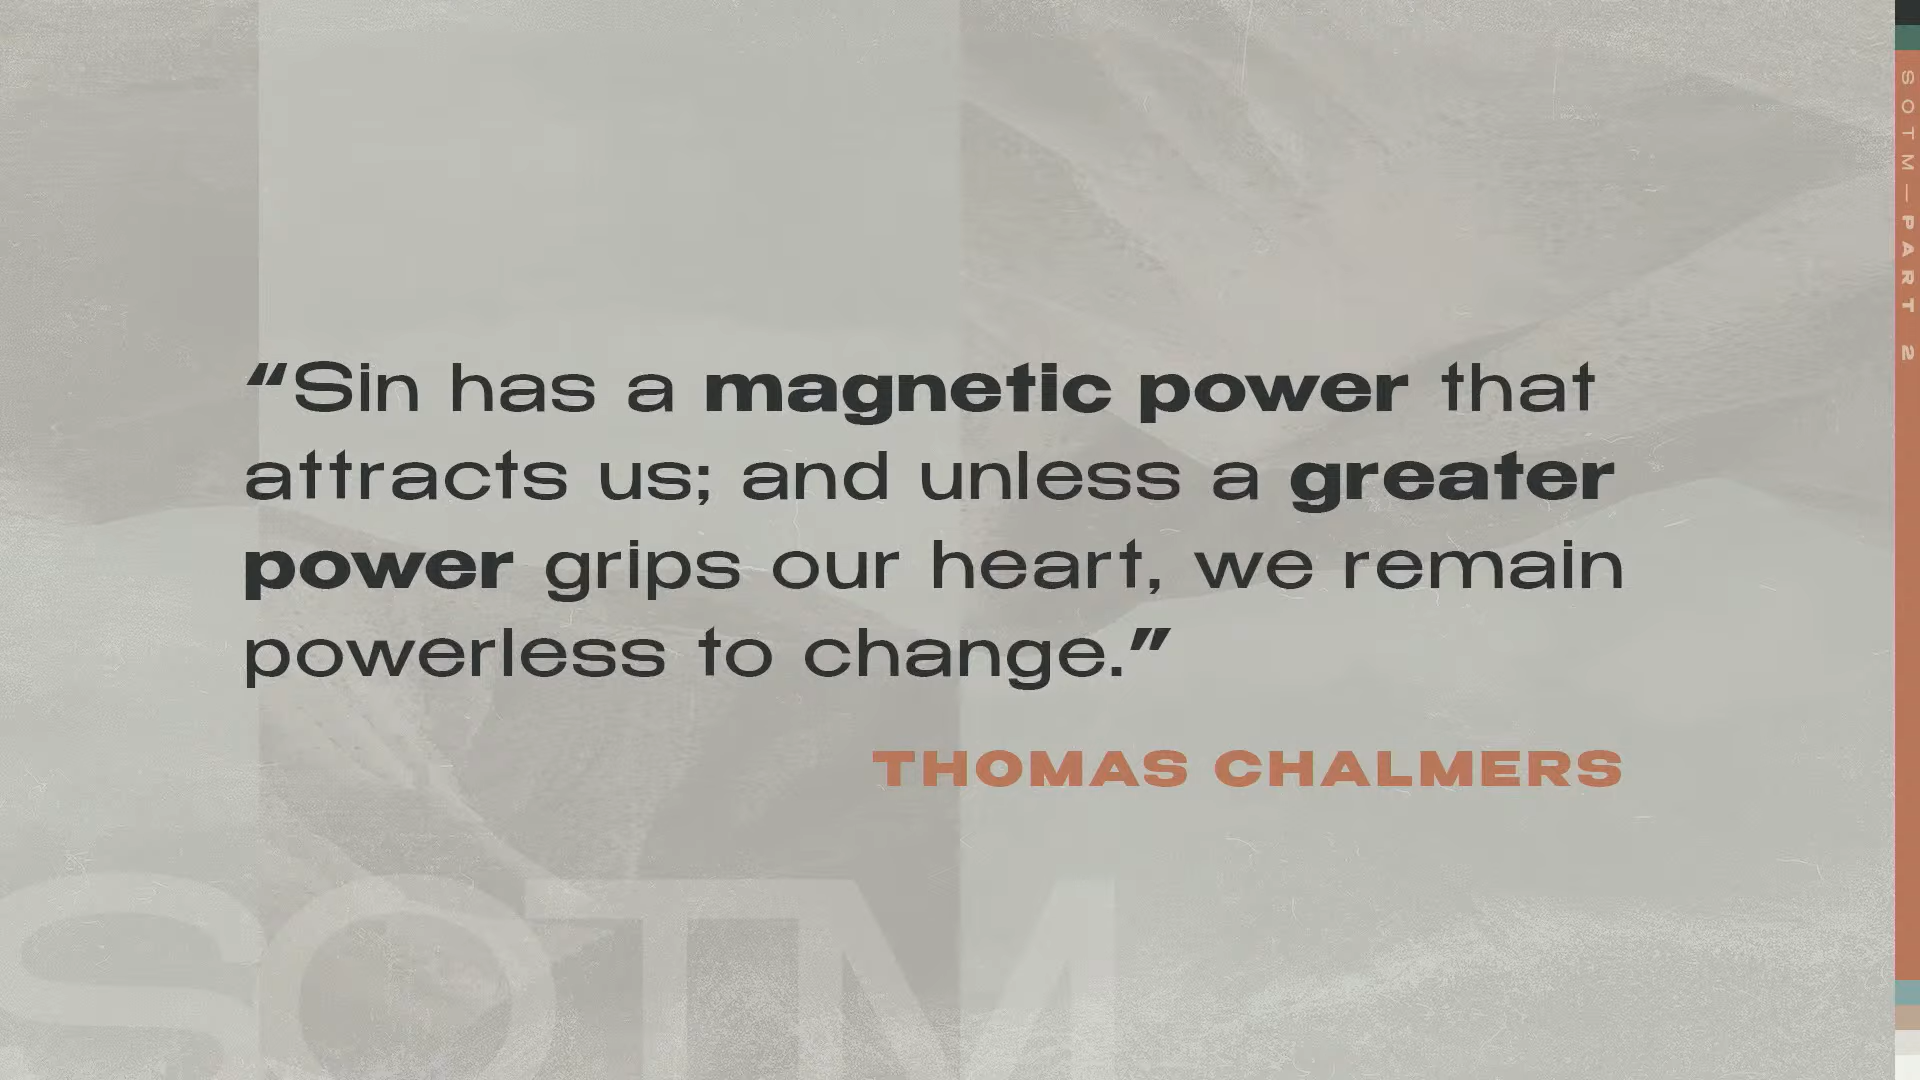 “Sin has a magnetic power that
attracts us; and unless a greater
power grips our heart, we remain
powerless to change.”
THOMAS CHALMERS
SOTM
SOTM—PART 2